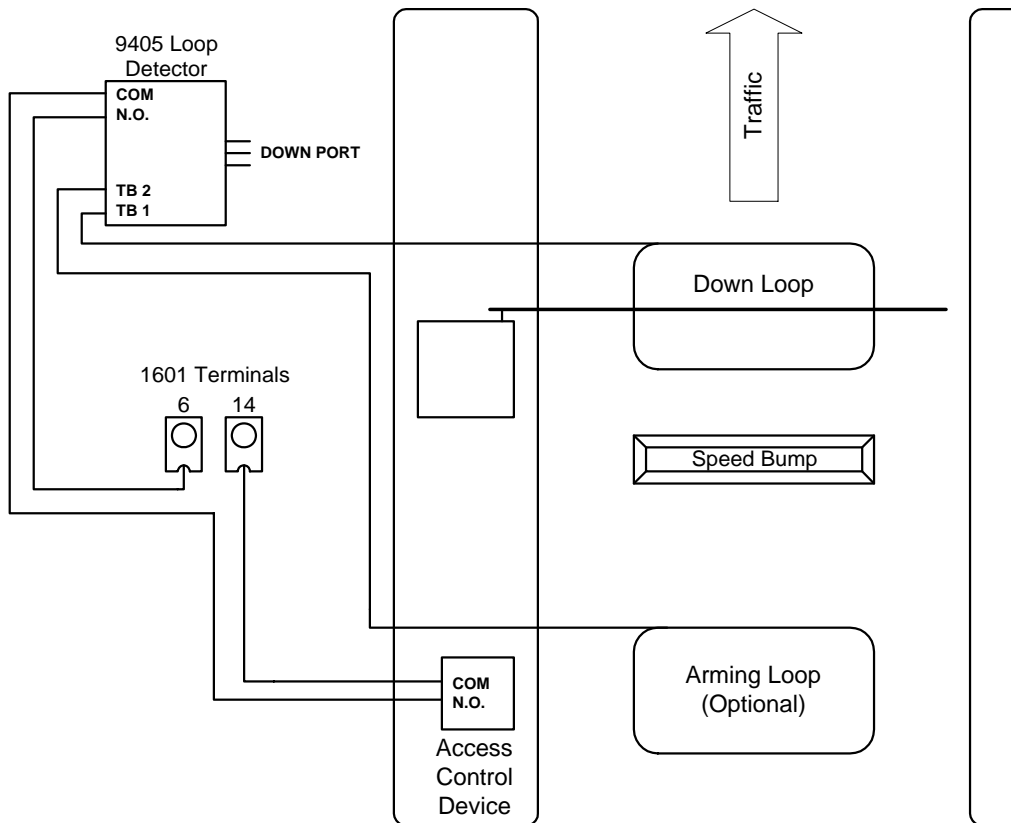 9405 Loop
Detector
COM
N.O.
DOWN PORT
TB 2
TB 1
Traffic
Down Loop
1601 Terminals
6 14
Speed Bump
Arming Loop
(Optional)
COM
N.O.
Access
Control
Device